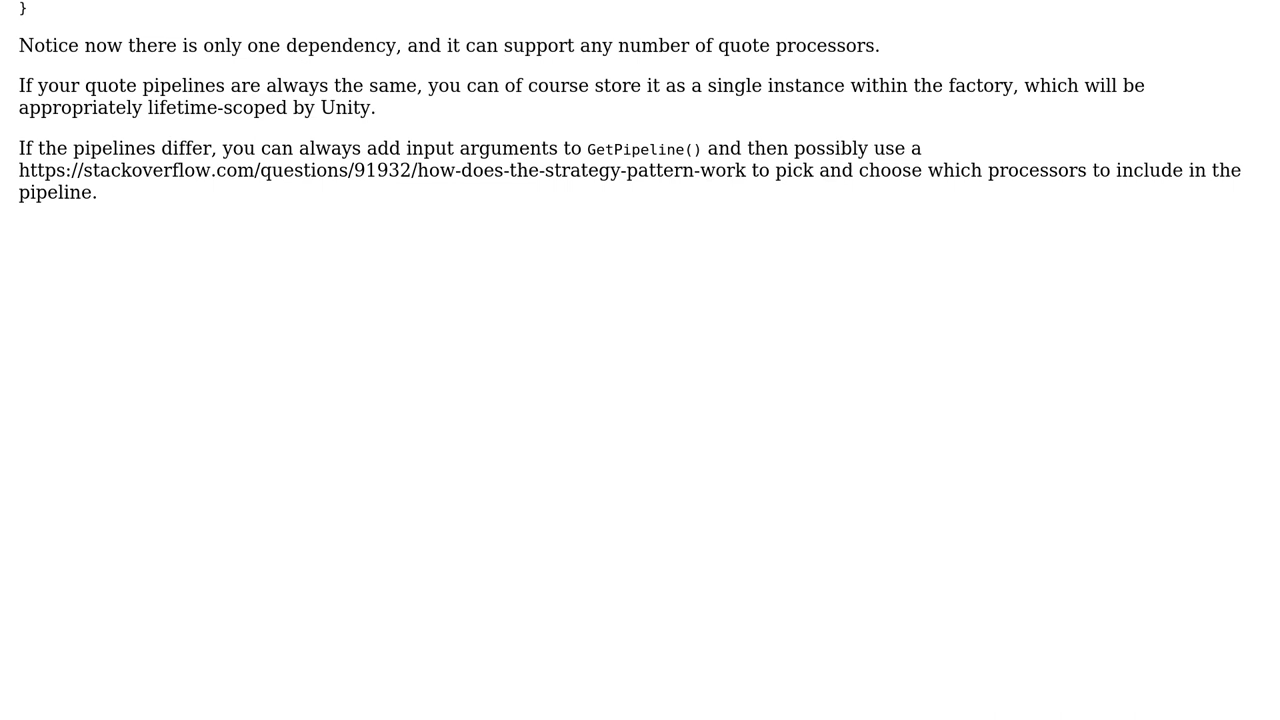 }
Notice now there is only one dependency, and it can support any number of quote processors.
If your quote pipelines are always the same, you can of course store it as a single instance within the factory, which will be
appropriately lifetime-scoped by Unity.
If the pipelines differ, you can always add input arguments to GetPipeline() and then possibly use a
https://stackoverflow.com/questions/91932/how-does-the-strategy-pattern-work to pick and choose which processors to include in the
pipeline.